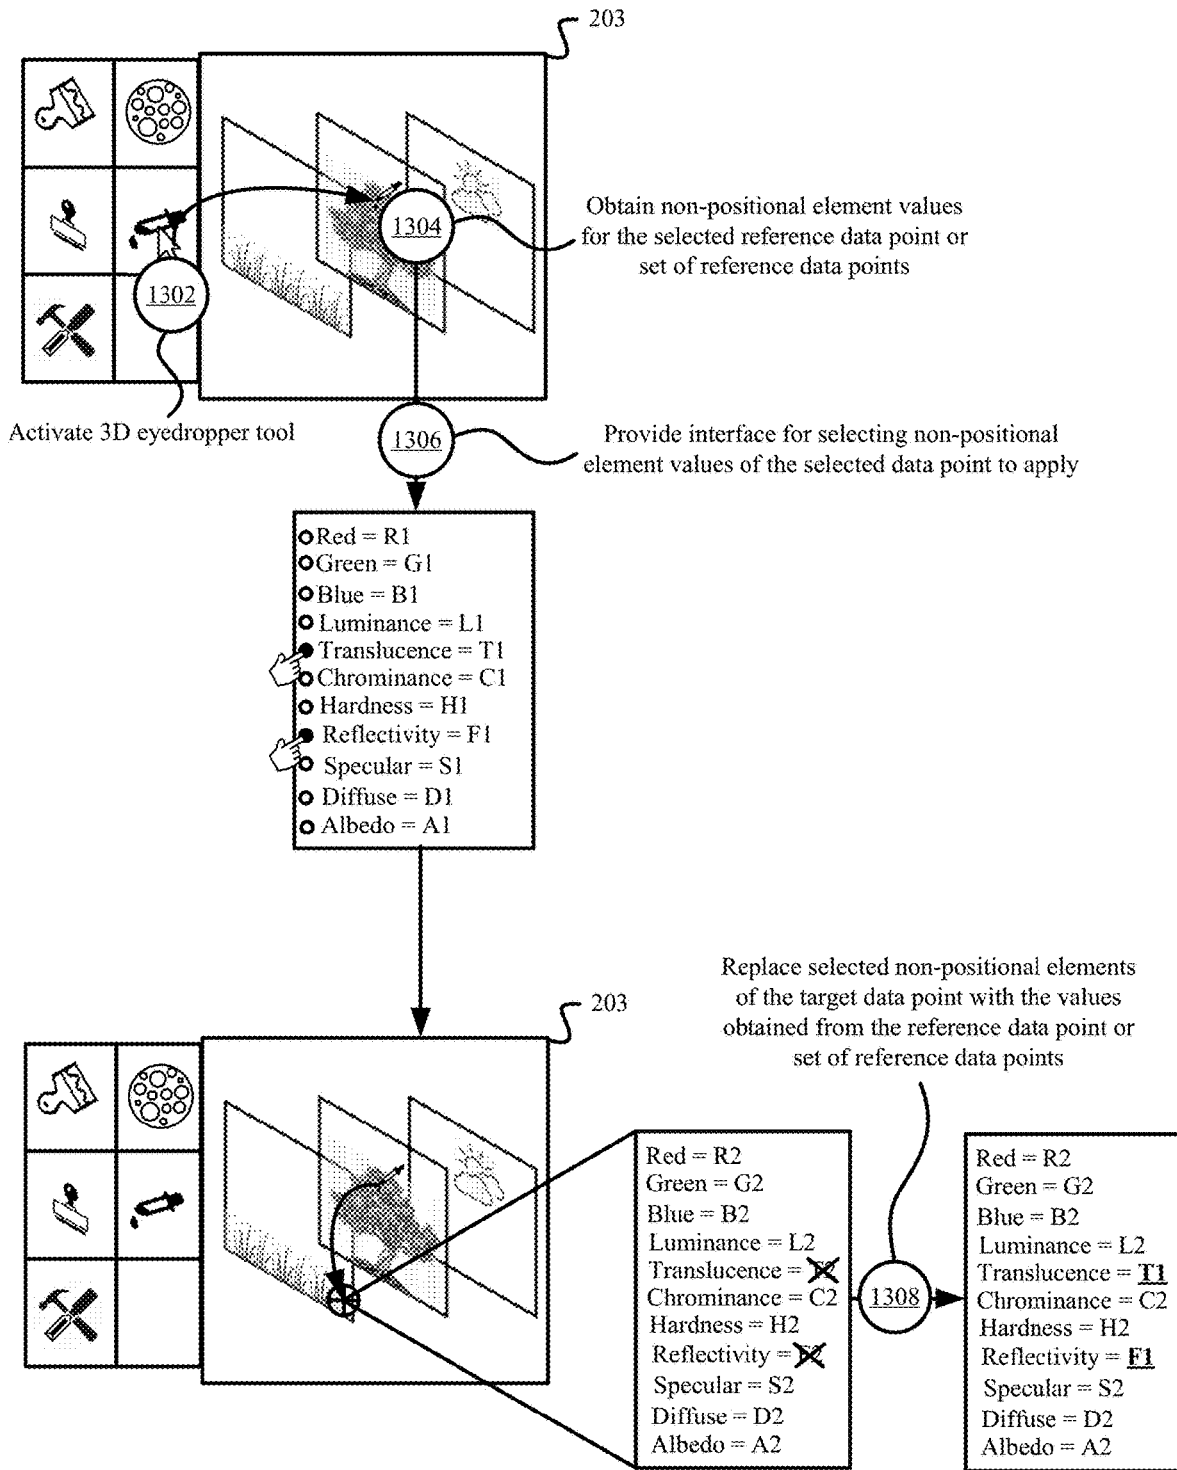 203
1304
Obtain non-positional element values
for the selected reference data point or
set of reference data points
1302
Activate 3D eyedropper tool
1306
Provide interface for selecting non-positional
element values of the selected data point to apply
Red = R1
Green = G1
Blue = B1
Luminance = L1
Translucence = T1
Chrominance = C1
Hardness = H1
Reflectivity = F1
Specular = S1
Diffuse = D1
Albedo = A1
Replace selected non-positional elements
of the target data point with the values
obtained from the reference data point or
set of reference data points
203
Red = R2
Green = G2
Blue = B2
Luminance = L2
Translucence = T2
Chrominance = C2
Hardness = H2
Reflectivity = F2
Specular = S2
Diffuse = D2
Albedo = A2
1308
Red = R2
Green = G2
Blue = B2
Luminance = L2
Translucence = T1
Chrominance = C2
Hardness = H2
Reflectivity = F1
Specular = S2
Diffuse = D2
Albedo = A2